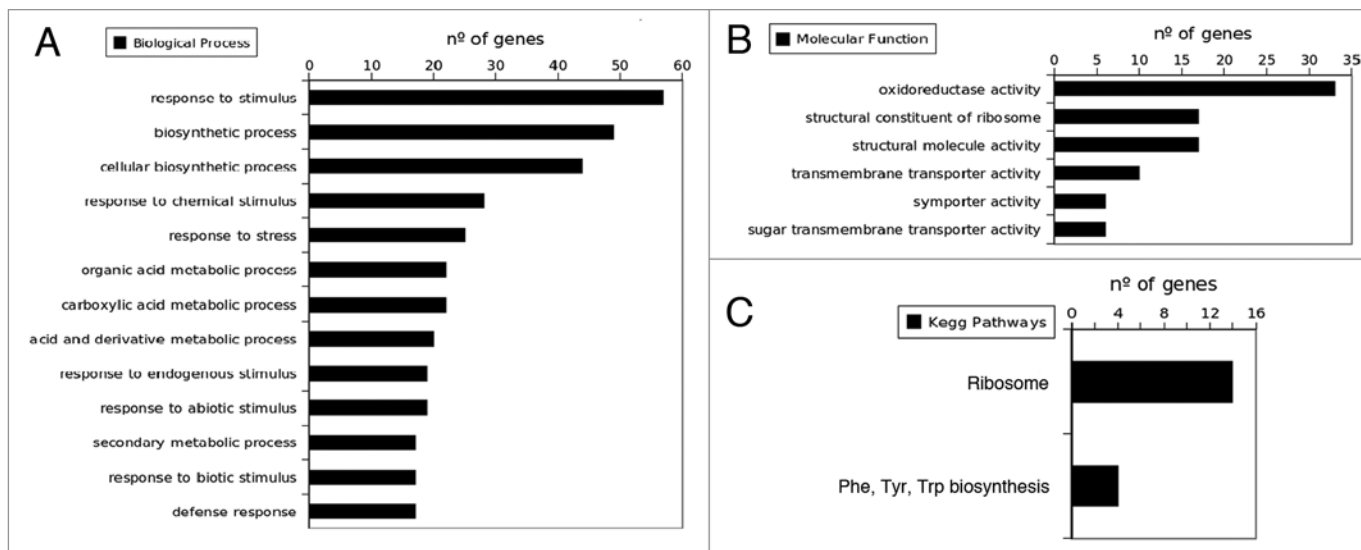 A
Biological Process
nº of genes
0 10 20 30 40 50 60
response to stimulus
biosynthetic process
cellular biosynthetic process
response to chemical stimulus
response to stress
organic acid metabolic process
carboxylic acid metabolic process
acid and derivative metabolic process
response to endogenous stimulus
response to abiotic stimulus
secondary metabolic process
response to biotic stimulus
defense response
B
Molecular Function
nº of genes
0 5 10 15 20 25 30 35
oxidoreductase activity
structural constituent of ribosome
structural molecule activity
transmembrane transporter activity
symporter activity
sugar transmembrane transporter activity
C
Kegg Pathways
nº of genes
0 4 8 12 16
Ribosome
Phe, Tyr, Trp biosynthesis